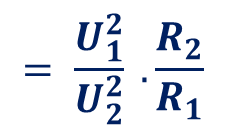 = U₁² / U₂² . R₂ / R₁